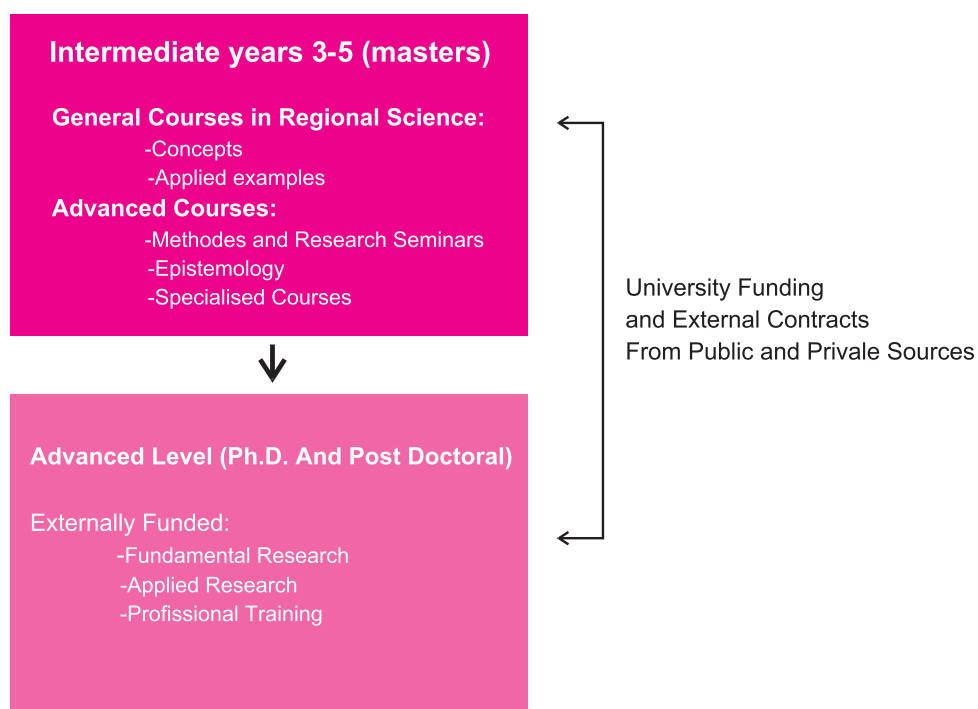 Intermediate years 3-5 (masters)
General Courses in Regional Science:
-Concepts
-Applied examples
Advanced Courses:
-Methodes and Research Seminars
-Epistemology
-Specialised Courses
University Funding
and External Contracts
From Public and Privale Sources
Advanced Level (Ph.D. And Post Doctoral)
Externally Funded:
-Fundamental Research
-Applied Research
-Profissional Training